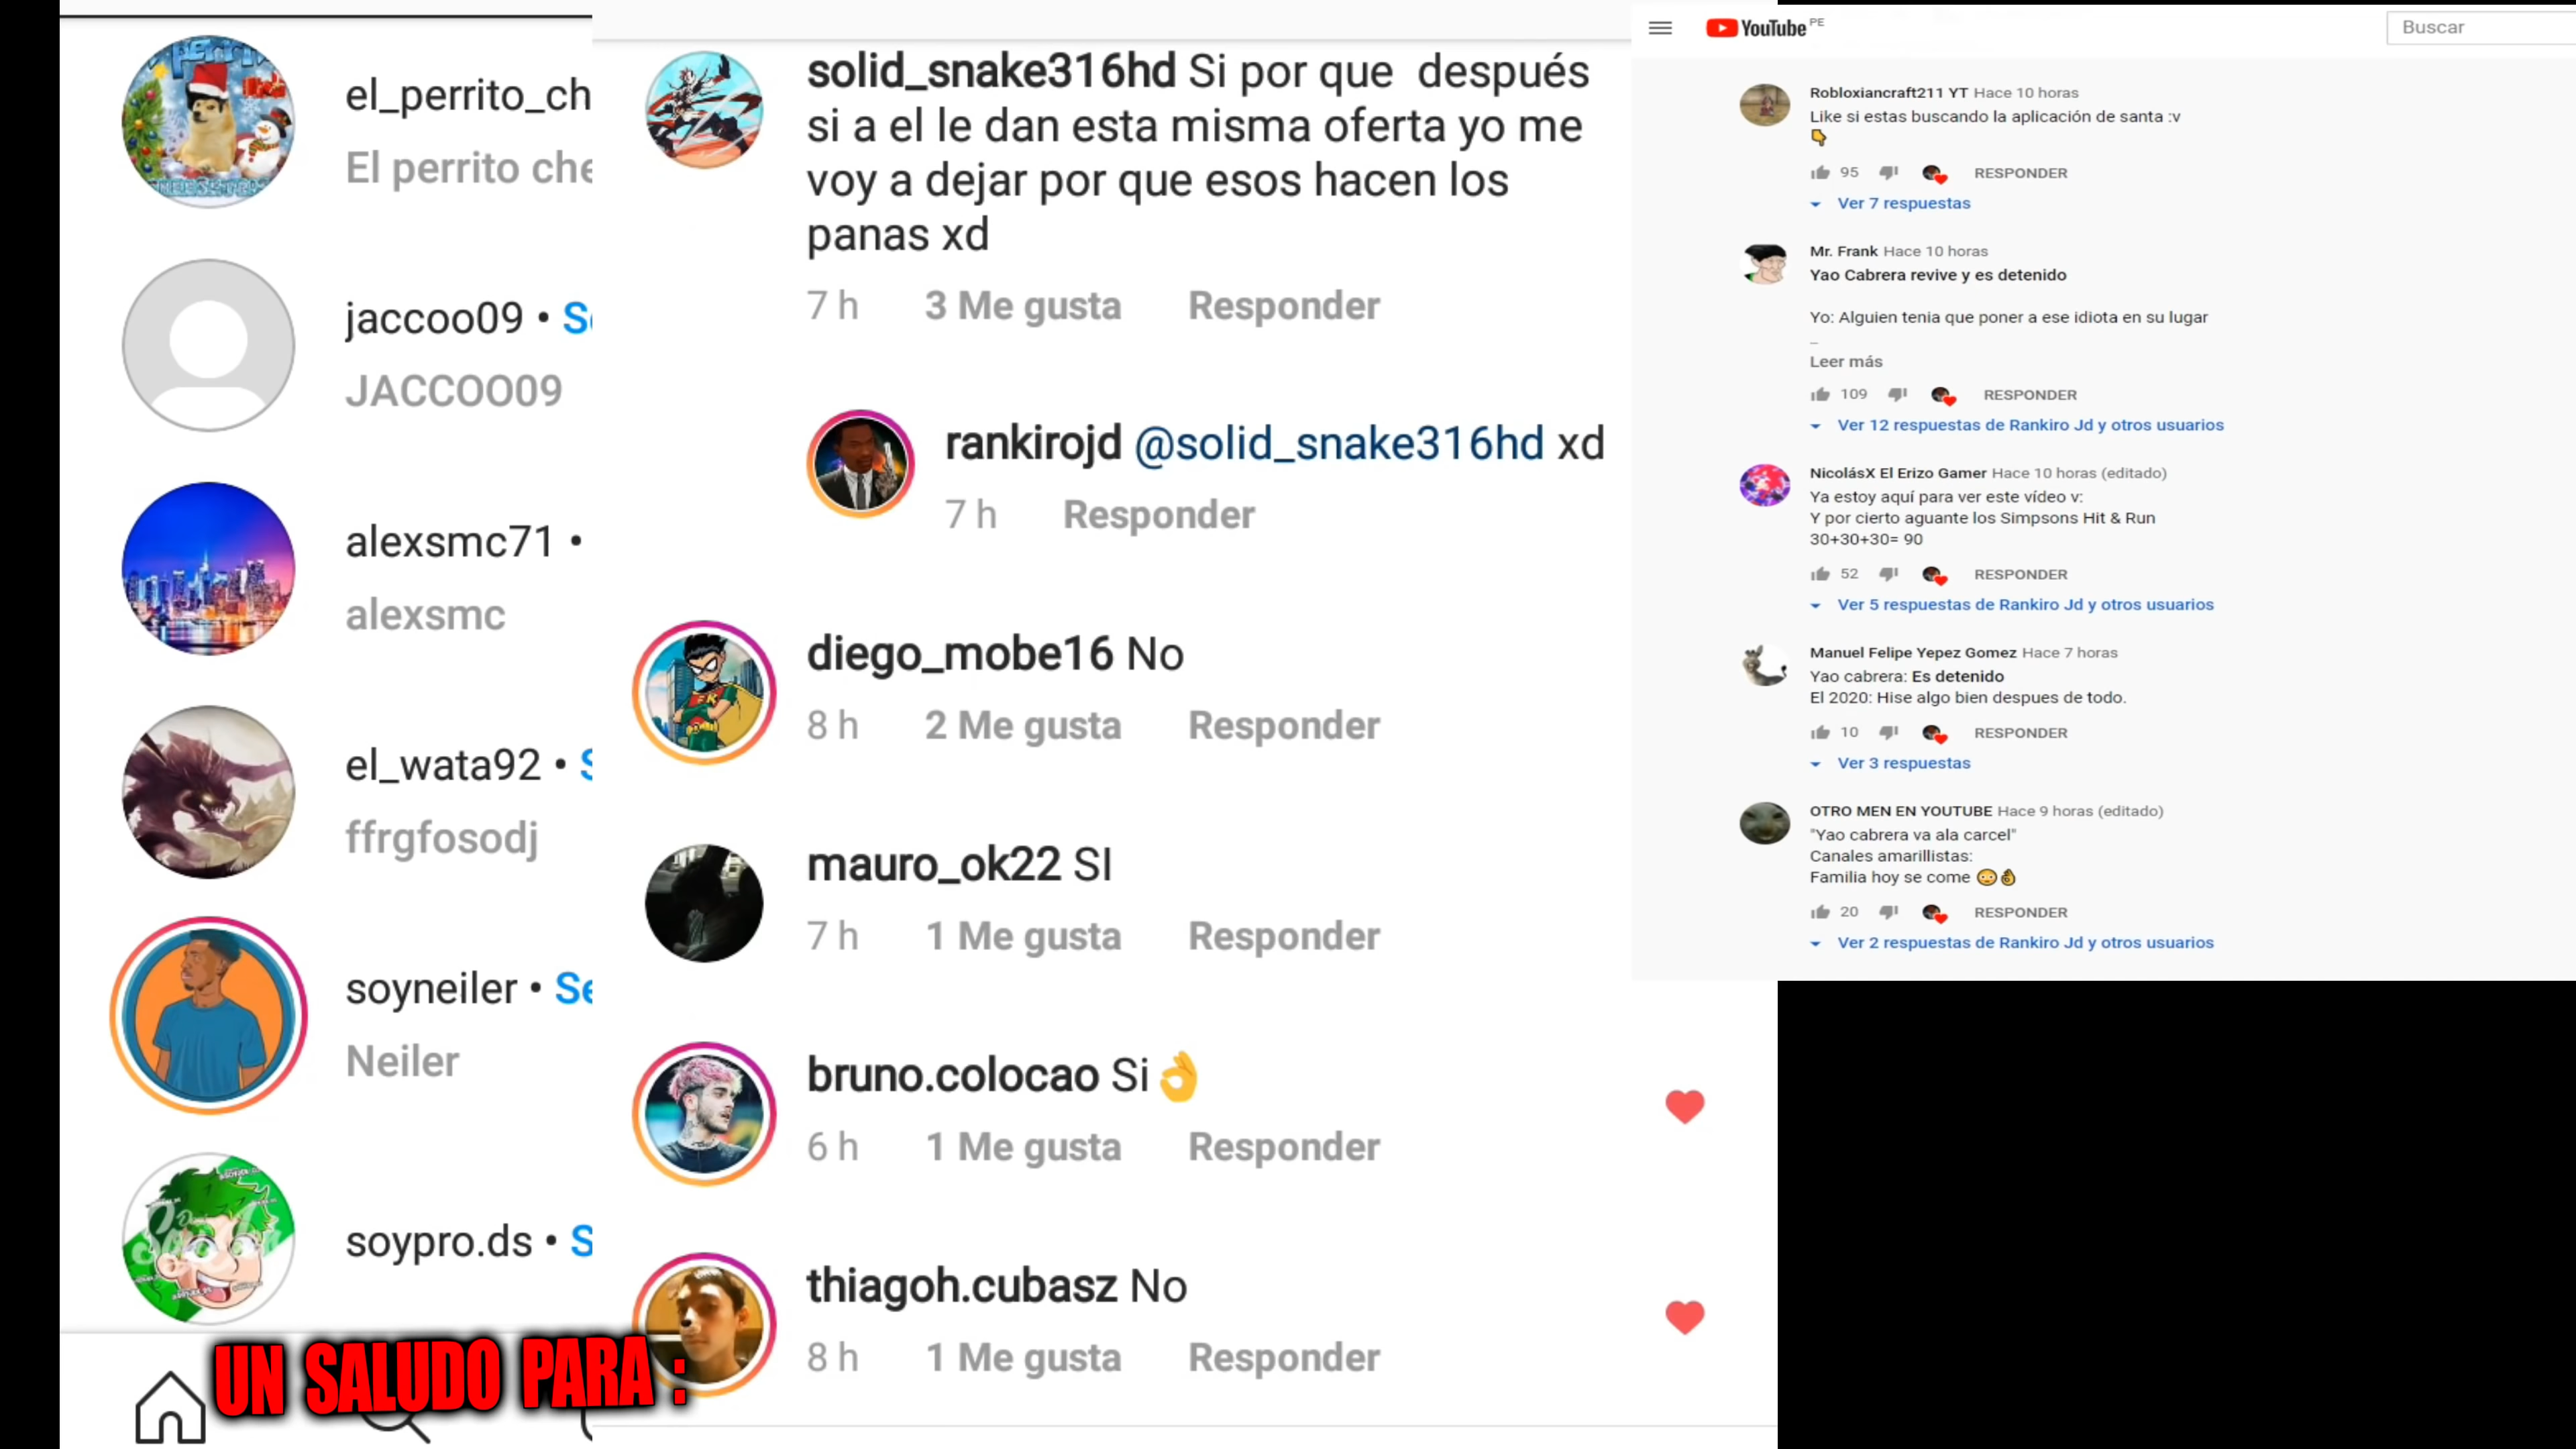 el_perrito_ch
El perrito che
jaccoo09 • S
JACCOO09
alexsmc71 •
alexsmc
el_wata92 • S
ffrgfosodj
soyneiler • Se
Neiler
soypro.ds • S
UN SALUDO PARA :
solid_snake316hd Si por que después
si a el le dan esta misma oferta yo me
voy a dejar por que esos hacen los
panas xd
7 h 3 Me gusta Responder
rankirojd @solid_snake316hd xd
7 h Responder
diego_mobe16 No
8 h 2 Me gusta Responder
mauro_ok22 SI
7 h 1 Me gusta Responder
bruno.colocao Si👌
6 h 1 Me gusta Responder
thiagoh.cubasz No
8 h 1 Me gusta Responder
YouTube PE
Buscar
Robloxiancraft211 YT Hace 10 horas
Like si estas buscando la aplicación de santa :v
👇
95 RESPONDER
Ver 7 respuestas
Mr. Frank Hace 10 horas
Yao Cabrera revive y es detenido
Yo: Alguien tenia que poner a ese idiota en su lugar
_
Leer más
109 RESPONDER
Ver 12 respuestas de Rankiro Jd y otros usuarios
NicolásX El Erizo Gamer Hace 10 horas (editado)
Ya estoy aquí para ver este vídeo v:
Y por cierto aguante los Simpsons Hit & Run
30+30+30= 90
52 RESPONDER
Ver 5 respuestas de Rankiro Jd y otros usuarios
Manuel Felipe Yepez Gomez Hace 7 horas
Yao cabrera: Es detenido
El 2020: Hise algo bien despues de todo.
10 RESPONDER
Ver 3 respuestas
OTRO MEN EN YOUTUBE Hace 9 horas (editado)
"Yao cabrera va ala carcel"
Canales amarillistas:
Familia hoy se come 😳👌
20 RESPONDER
Ver 2 respuestas de Rankiro Jd y otros usuarios